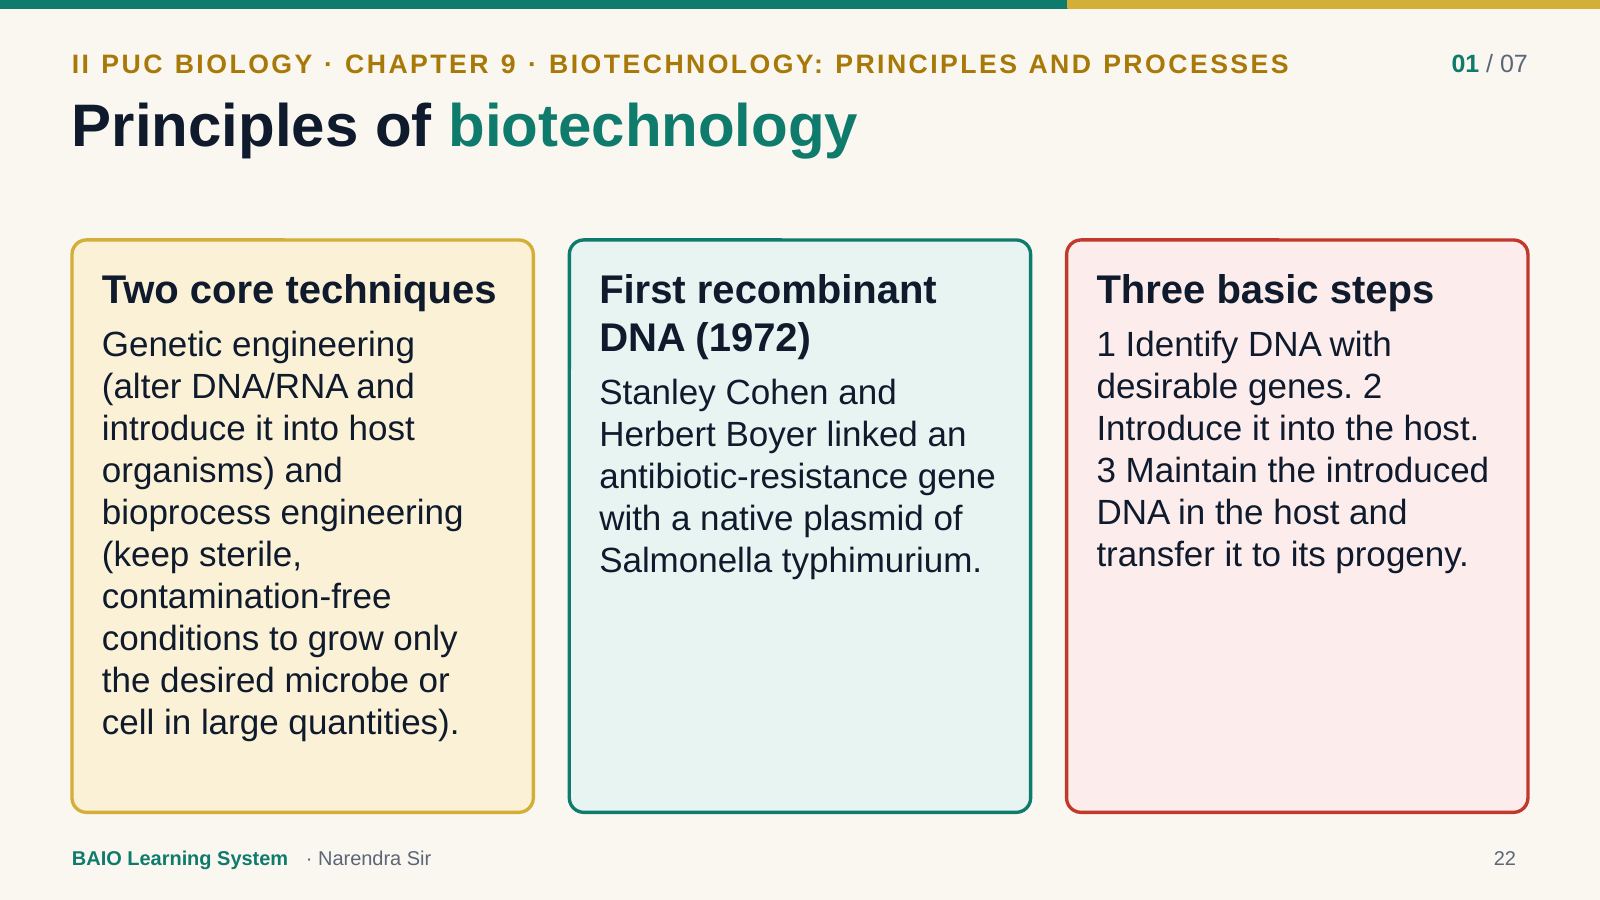 II PUC BIOLOGY · CHAPTER 9 · BIOTECHNOLOGY: PRINCIPLES AND PROCESSES
01 / 07
Principles of biotechnology
Two core techniques
Genetic engineering
(alter DNA/RNA and
introduce it into host
organisms) and
bioprocess engineering
(keep sterile,
contamination-free
conditions to grow only
the desired microbe or
cell in large quantities).
First recombinant
DNA (1972)
Stanley Cohen and
Herbert Boyer linked an
antibiotic-resistance gene
with a native plasmid of
Salmonella typhimurium.
Three basic steps
1 Identify DNA with
desirable genes. 2
Introduce it into the host.
3 Maintain the introduced
DNA in the host and
transfer it to its progeny.
BAIO Learning System · Narendra Sir
22